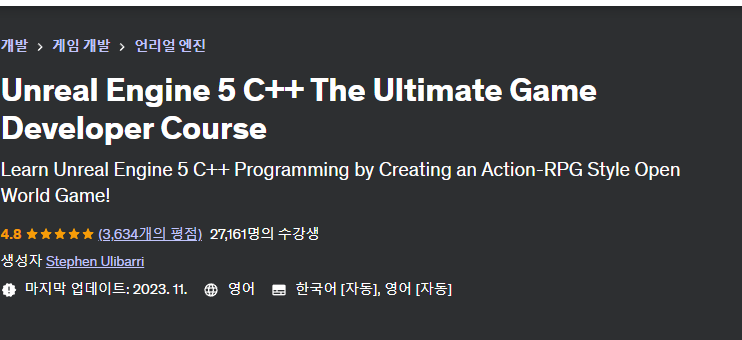 개발 > 게임 개발 > 언리얼 엔진
Unreal Engine 5 C++ The Ultimate Game
Developer Course
Learn Unreal Engine 5 C++ Programming by Creating an Action-RPG Style Open
World Game!
4.8 ★★★★★ (3,634개의 평점) 27,161명의 수강생
생성자 Stephen Ulibarri
마지막 업데이트: 2023. 11. 영어 한국어 [자동], 영어 [자동]